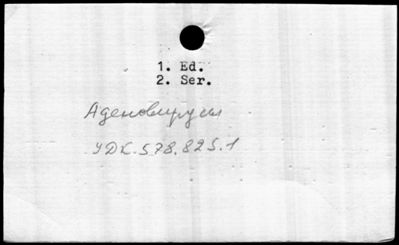 1. Ed.
2. Ser.
Аденовирусы
УДК.578.825.1